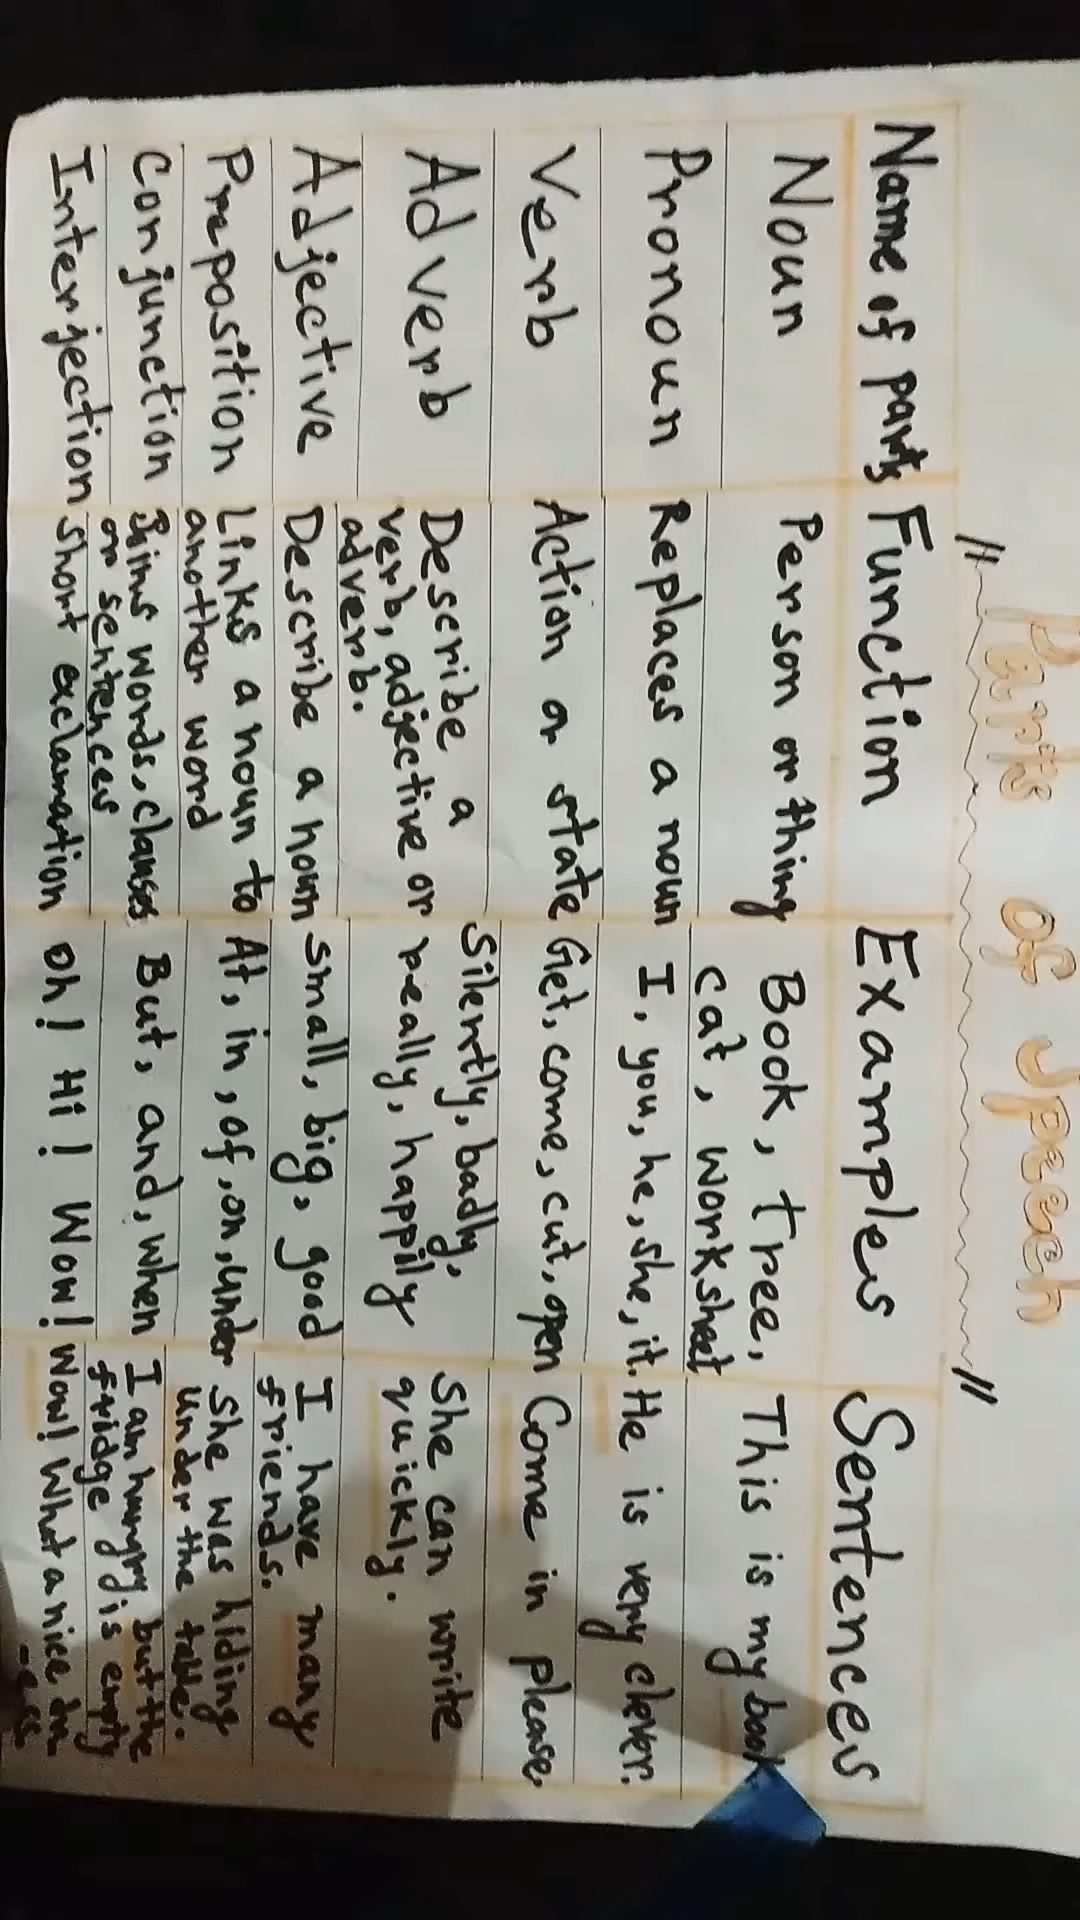 "Parts of Speech"
Name of parts Function Examples Sentences
Noun Person or thing Book, tree,
cat, worksheet This is my book
Pronoun Replaces a noun I, you, he, she, it. He is very clever.
Verb Action or state Get, come, cut, open Come in please.
Adverb Describe a
verb, adjective or
adverb. Silently, badly,
really, happily She can write
quickly.
Adjective Describe a noun small, big, good I have many
friends.
Preposition Links a noun to
another word At, in, of, on, under She was hiding
under the table.
Conjunction Joins words, clauses
or sentences But, and, when I am hungry but the
fridge is empty
Interjection short exclamation Oh! Hi! Wow! Wow! What a nice